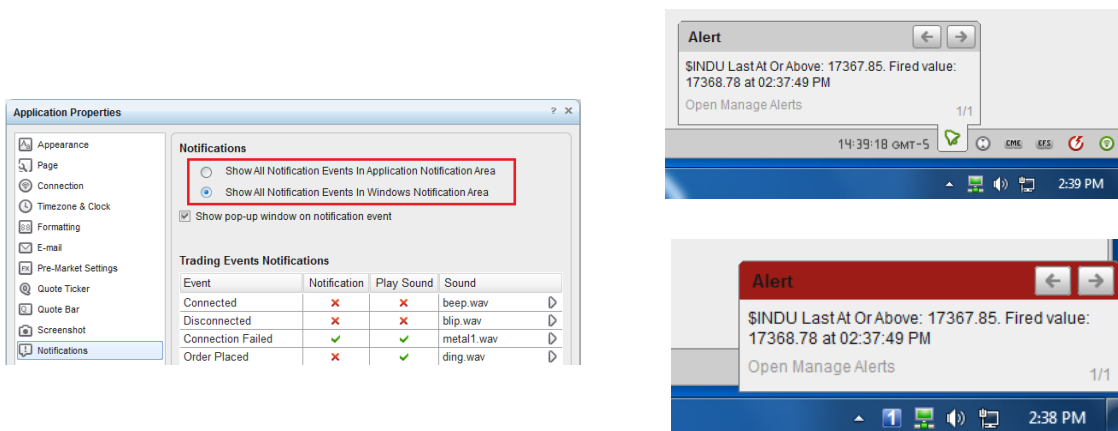 Application Properties
? X
Appearance
Page
Connection
Timezone & Clock
Formatting
E-mail
Pre-Market Settings
Quote Ticker
Quote Bar
Screenshot
Notifications
Notifications
Show All Notification Events In Application Notification Area
Show All Notification Events In Windows Notification Area
Show pop-up window on notification event
Trading Events Notifications
Event Notification Play Sound Sound
Connected beep.wav
Disconnected blip.wav
Connection Failed metal1.wav
Order Placed ding.wav
Alert
$INDU Last At Or Above: 17367.85. Fired value:
17368.78 at 02:37:49 PM
Open Manage Alerts
1/1
14:39:18 GMT-5
CME EFS
2:39 PM
Alert
$INDU Last At Or Above: 17367.85. Fired value:
17368.78 at 02:37:49 PM
Open Manage Alerts
1/1
1
2:38 PM